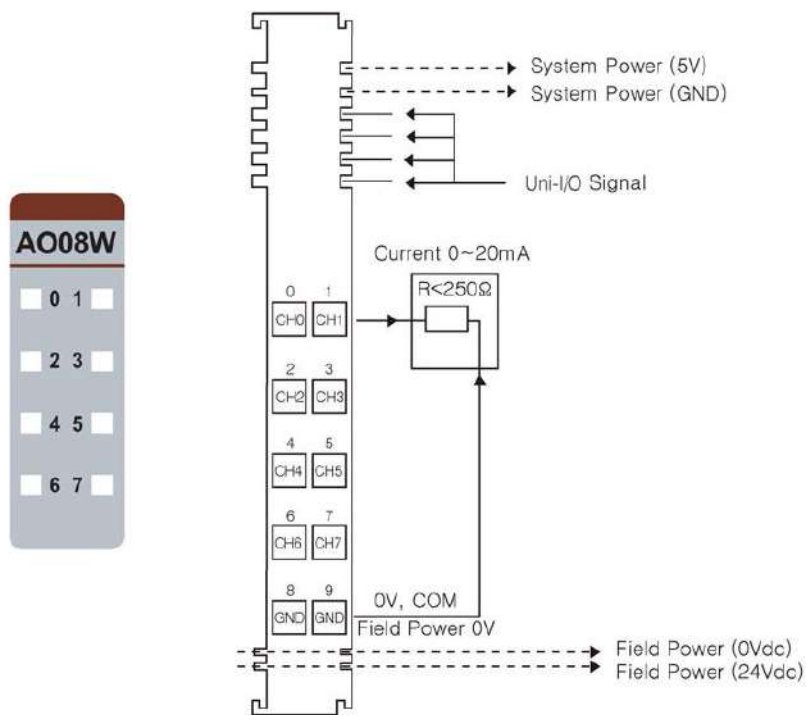 System Power (5V)
System Power (GND)
Uni-I/O Signal
AO08W
0 1
2 3
4 5
6 7
Current 0~20mA
R<250Ω
0 1
CH0 CH1
2 3
CH2 CH3
4 5
CH4 CH5
6 7
CH6 CH7
8 9
GND GND
0V, COM
Field Power 0V
Field Power (0Vdc)
Field Power (24Vdc)